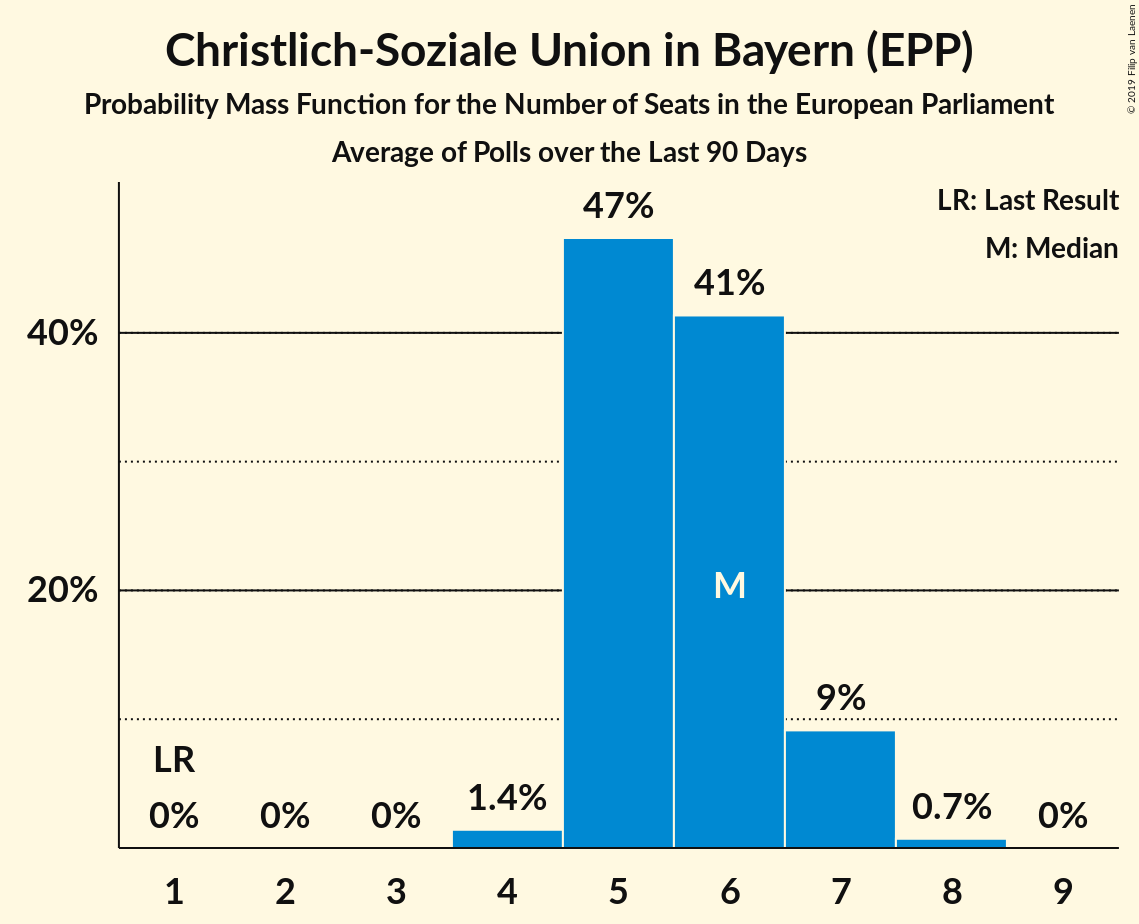 Christlich-Soziale Union in Bayern (EPP)
Probability Mass Function for the Number of Seats in the European Parliament
Average of Polls over the Last 90 Days
© 2019 Filip van Laenen
LR: Last Result
M: Median
47%
41%
40%
20%
M
9%
LR
0% 0% 0% 1.4% 0.7% 0%
1 2 3 4 5 6 7 8 9